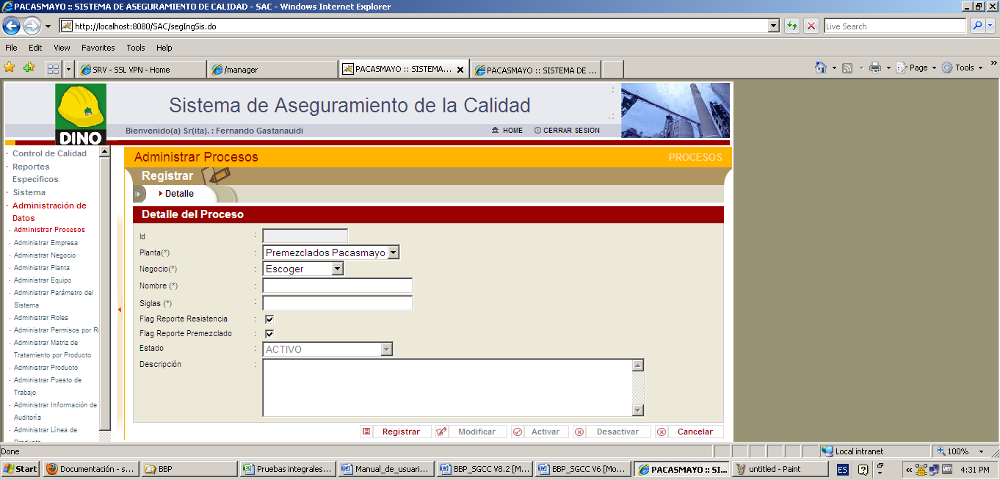 PACASMAYO :: SISTEMA DE ASEGURAMIENTO DE CALIDAD - SAC - Windows Internet Explorer
http://localhost:8080/SAC/segIngSis.do
Live Search
File Edit View Favorites Tools Help
SRV - SSL VPN - Home
/manager
PACASMAYO :: SISTEMA...
PACASMAYO :: SISTEMA DE ...
Page
Tools
DINO
Sistema de Aseguramiento de la Calidad
Bienvenido(a) Sr(ita). : Fernando Gastanauidi
HOME
CERRAR SESION
· Control de Calidad
· Reportes
Específicos
· Sistema
· Administración de
Datos
· Administrar Procesos
· Administrar Empresa
· Administrar Negocio
· Administrar Planta
· Administrar Equipo
· Administrar Parámetro del
Sistema
· Administrar Roles
· Administrar Permisos por R
· Administrar Matriz de
Tratamiento por Producto
· Administrar Producto
· Administrar Puesto de
Trabajo
· Administrar Información de
Auditoría
· Administrar Línea de
Administrar Procesos
PROCESOS
Registrar
Detalle
Detalle del Proceso
Id :
Planta(*) : Premezclados Pacasmayo
Negocio(*) : Escoger
Nombre (*) :
Siglas (*) :
Flag Reporte Resistencia :
Flag Reporte Premezclado :
Estado : ACTIVO
Descripción :
Registrar Modificar Activar Desactivar Cancelar
Done
Local intranet
100%
Start
Documentación - s...
BBP
Pruebas integrales...
Manual_de_usuari...
BBP_SGCC V8.2 [M...
BBP_SGCC V6 [Mo...
PACASMAYO :: SI...
untitled - Paint
ES
4:31 PM